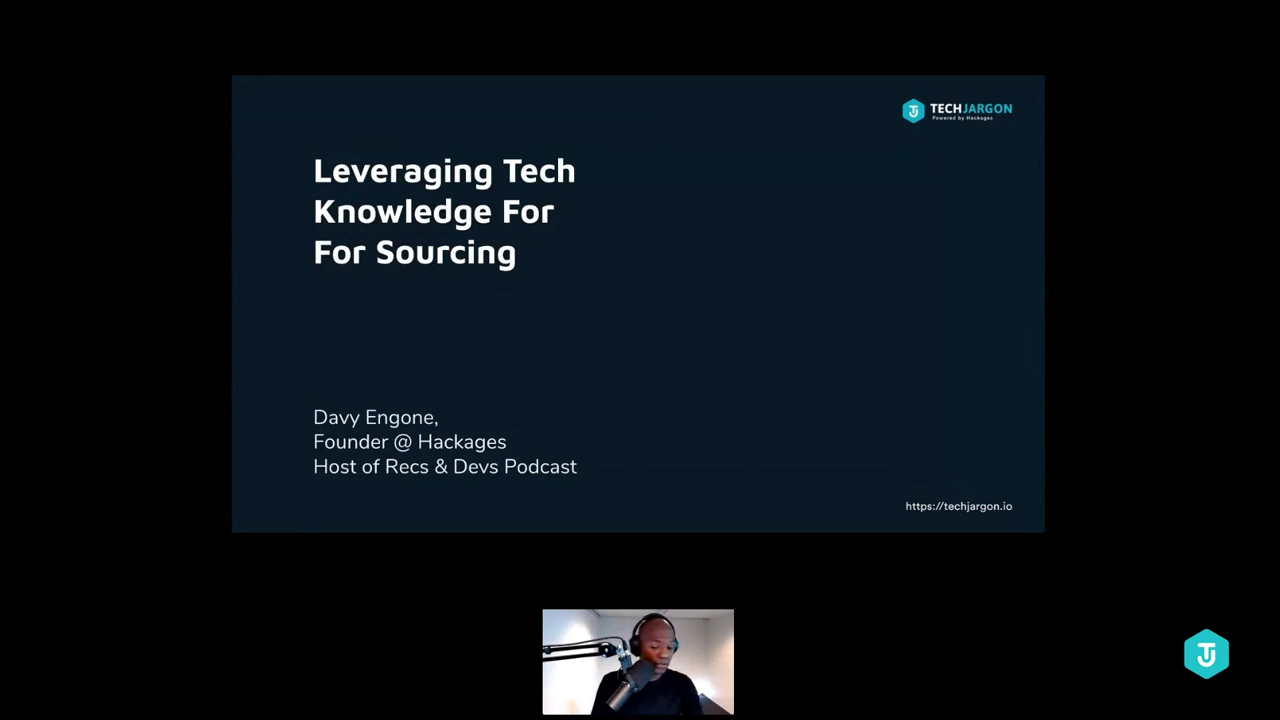 TECHJARGON
Powered by Hackages
Leveraging Tech
Knowledge For
For Sourcing
Davy Engone,
Founder @ Hackages
Host of Recs & Devs Podcast
https://techjargon.io